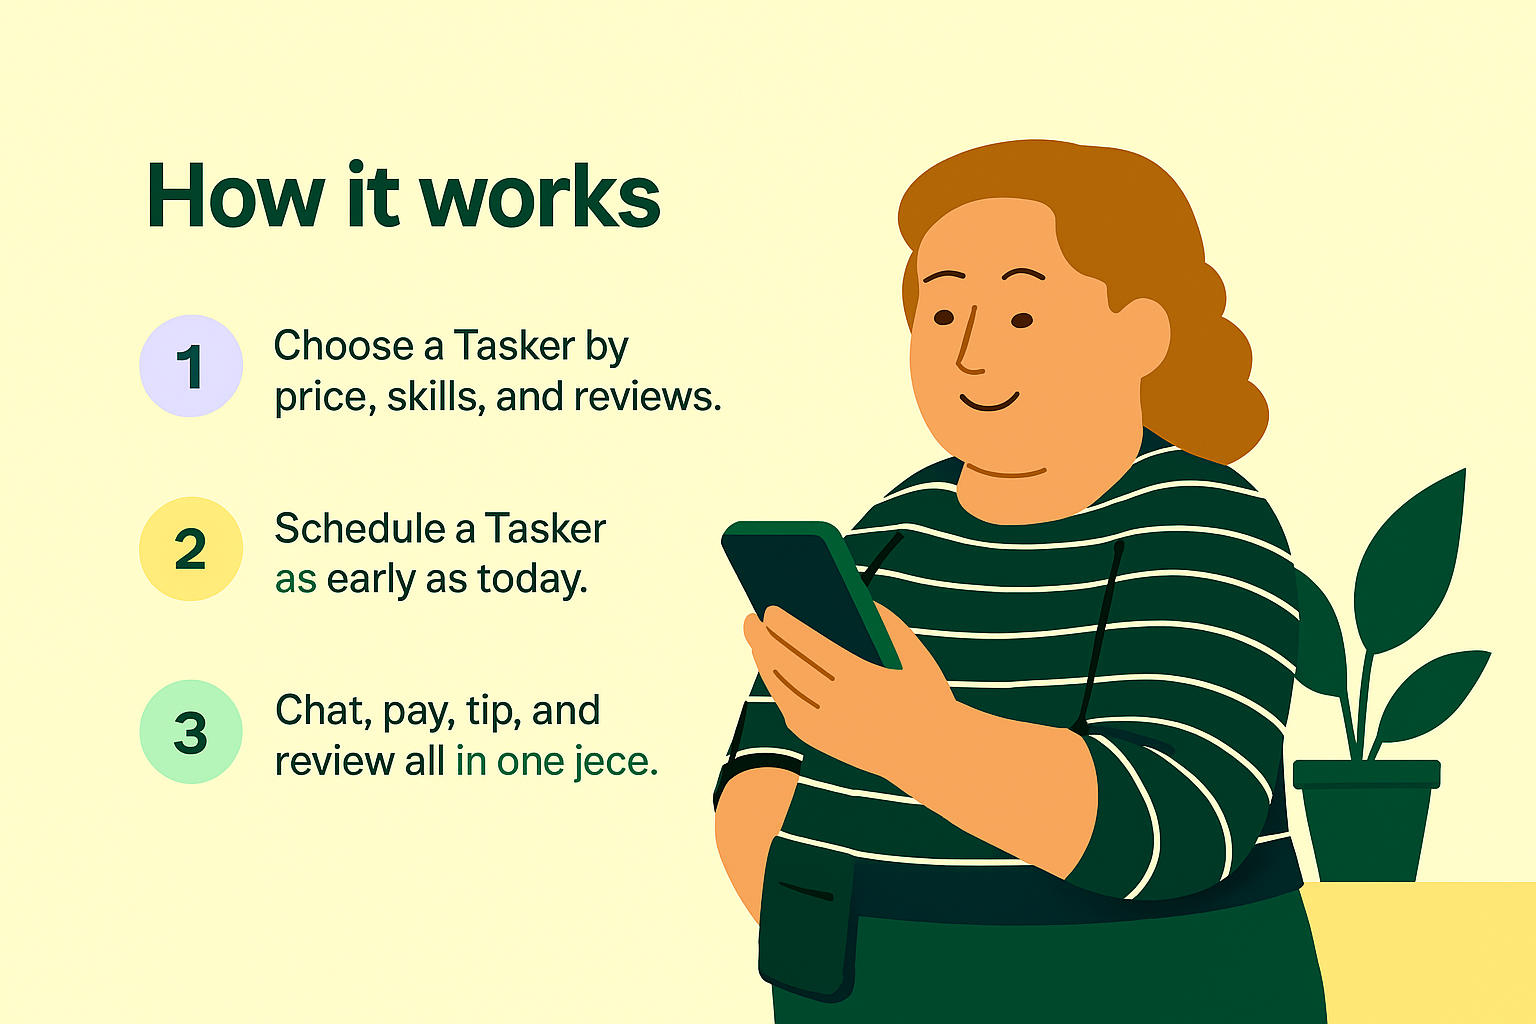 How it works
1
Choose a Tasker by
price, skills, and reviews.
2
Schedule a Tasker
as early as today.
3
Chat, pay, tip, and
review all in one jece.